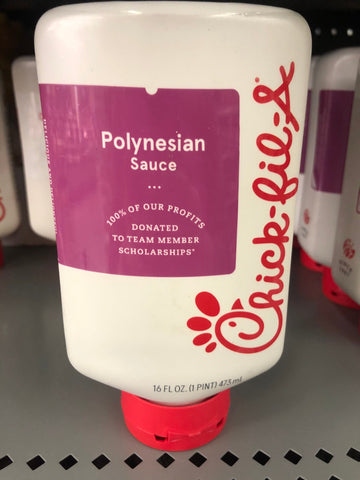 Polynesian
Sauce
...
100% OF OUR PROFITS
DONATED
TO TEAM MEMBER
SCHOLARSHIPS*
Chick-fil-A®
16 FL OZ. (1 PINT) 473 mL